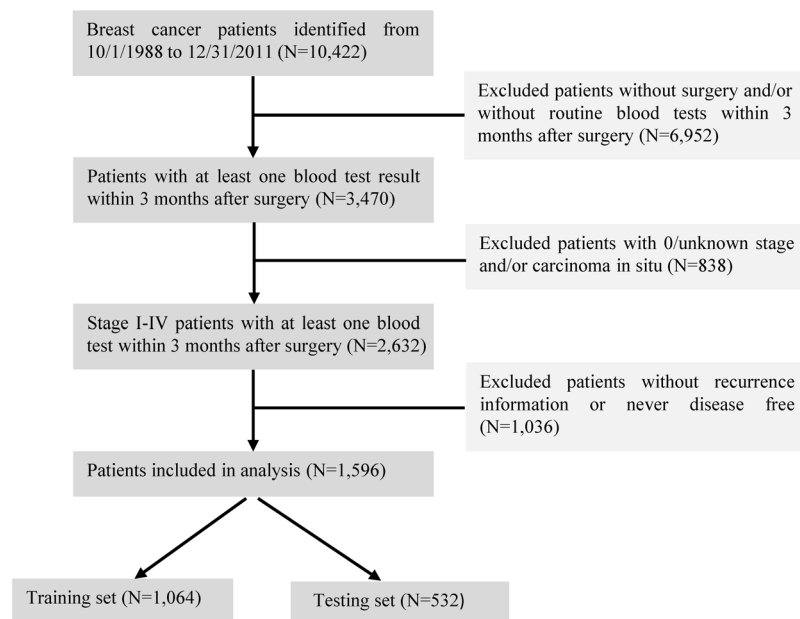 Breast cancer patients identified from
10/1/1988 to 12/31/2011 (N=10,422)
Excluded patients without surgery and/or
without routine blood tests within 3
months after surgery (N=6,952)
Patients with at least one blood test result
within 3 months after surgery (N=3,470)
Excluded patients with 0/unknown stage
and/or carcinoma in situ (N=838)
Stage I-IV patients with at least one blood
test within 3 months after surgery (N=2,632)
Excluded patients without recurrence
information or never disease free
(N=1,036)
Patients included in analysis (N=1,596)
Training set (N=1,064)
Testing set (N=532)